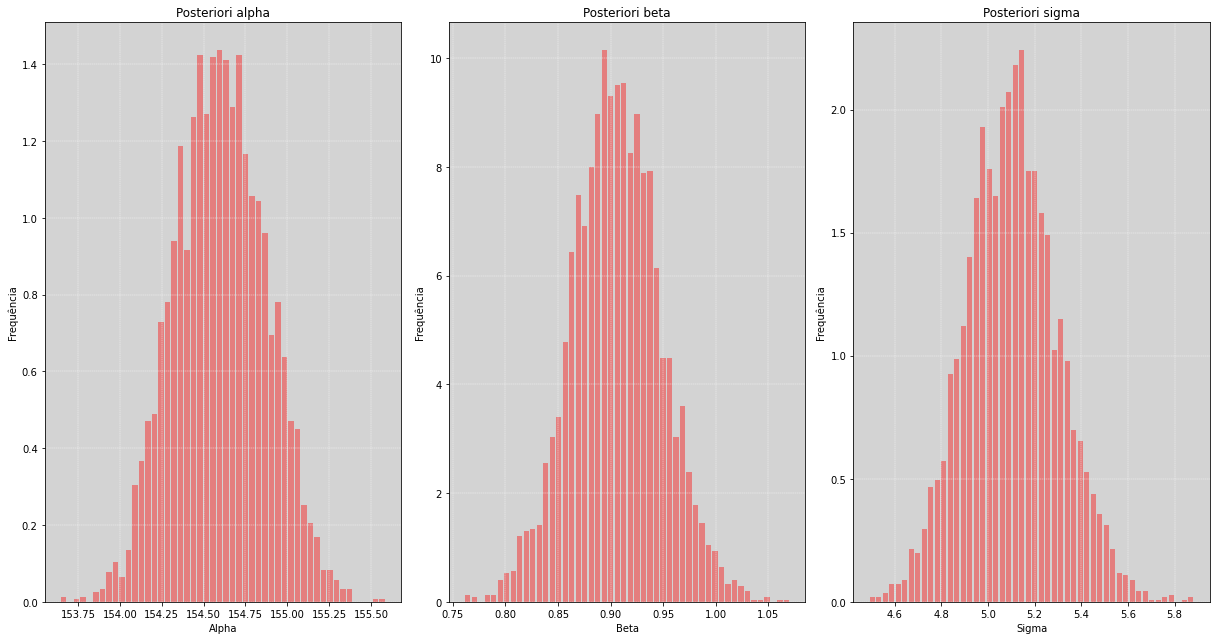 Posteriori alpha
Frequência
1.4
1.2
1.0
0.8
0.6
0.4
0.2
0.0
153.75 154.00 154.25 154.50 154.75 155.00 155.25 155.50
Alpha
Posteriori beta
Frequência
10
8
6
4
2
0
0.75 0.80 0.85 0.90 0.95 1.00 1.05
Beta
Posteriori sigma
Frequência
2.0
1.5
1.0
0.5
0.0
4.6 4.8 5.0 5.2 5.4 5.6 5.8
Sigma